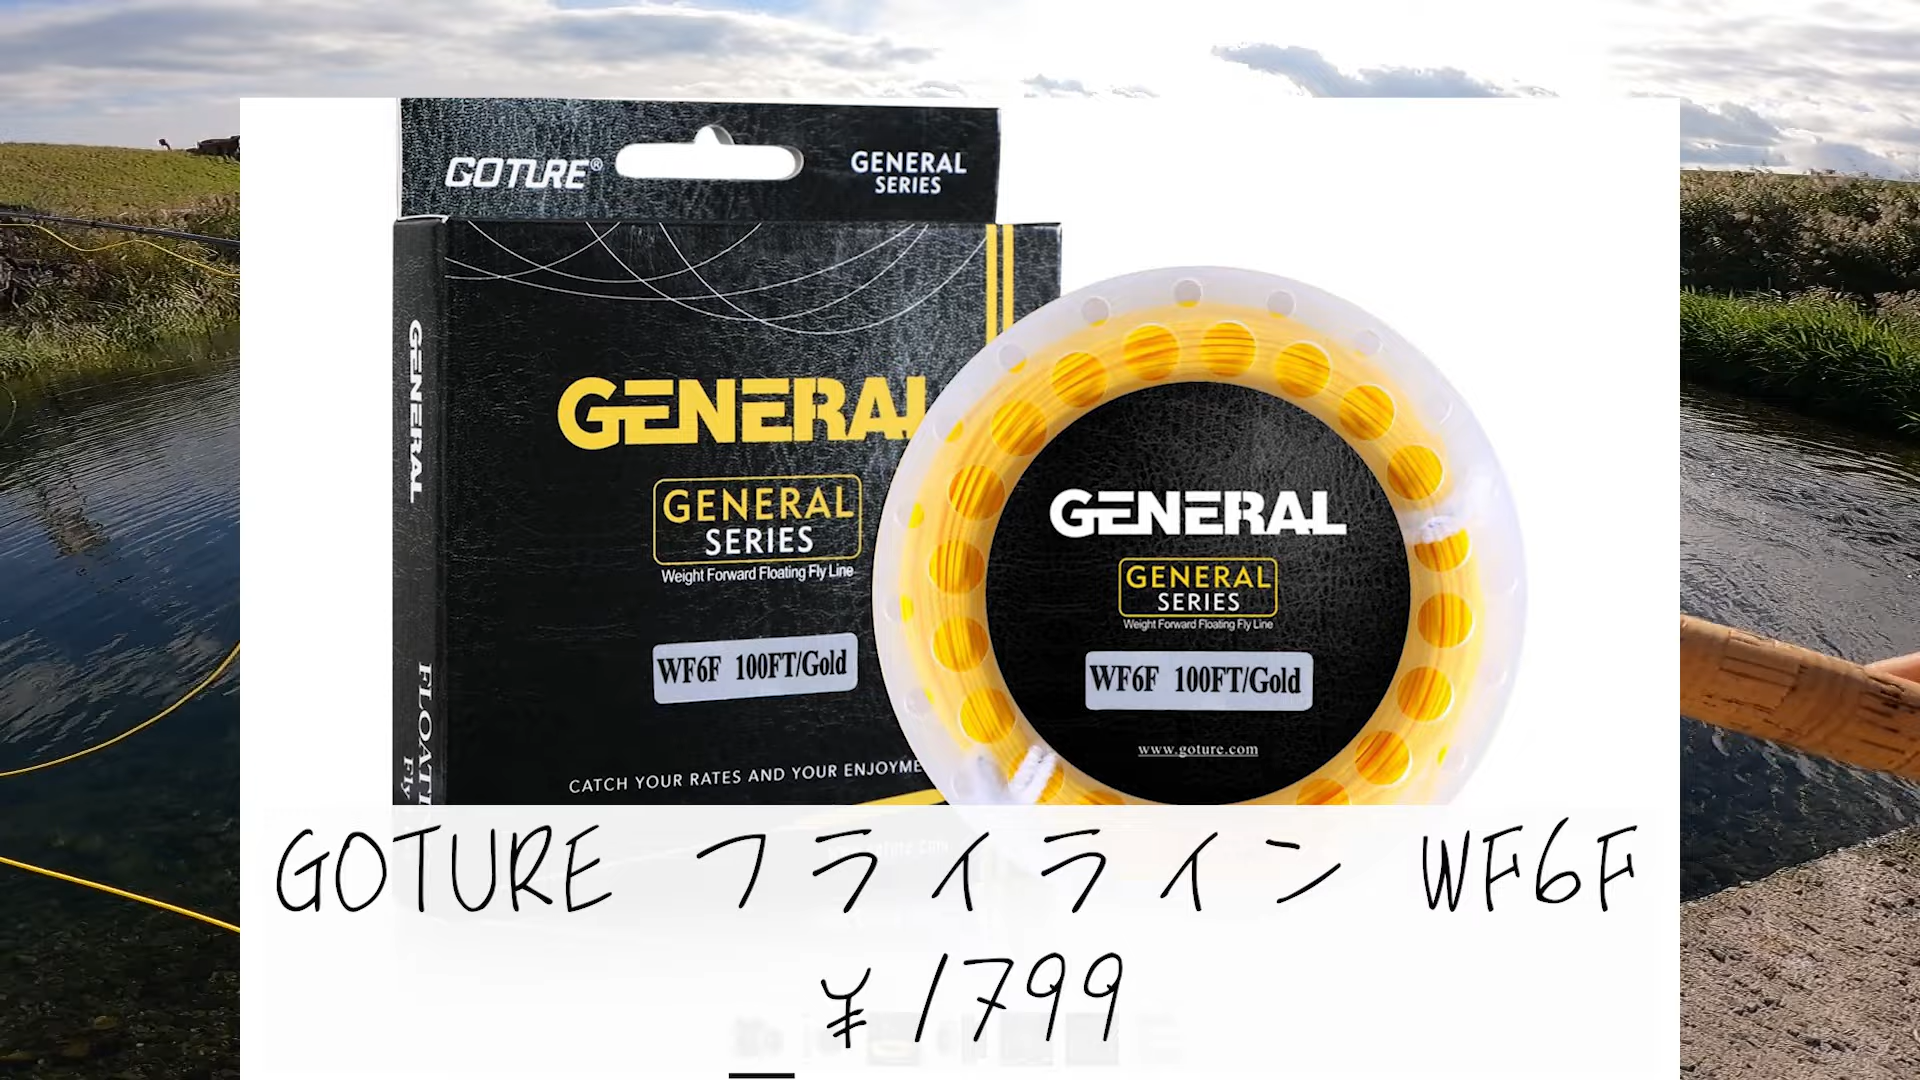 GOTURE®
GENERAL
SERIES
GENERAL
GENERAL
GENERAL
SERIES
Weight Forward Floating Fly Line
WF6F 100FT/Gold
CATCH YOUR RATES AND YOUR
GENERAL
GENERAL
SERIES
Weight Forward Floating Fly Line
WF6F 100FT/Gold
www.goture.com
Fly
GOTURE フライライン WF6F
¥1799